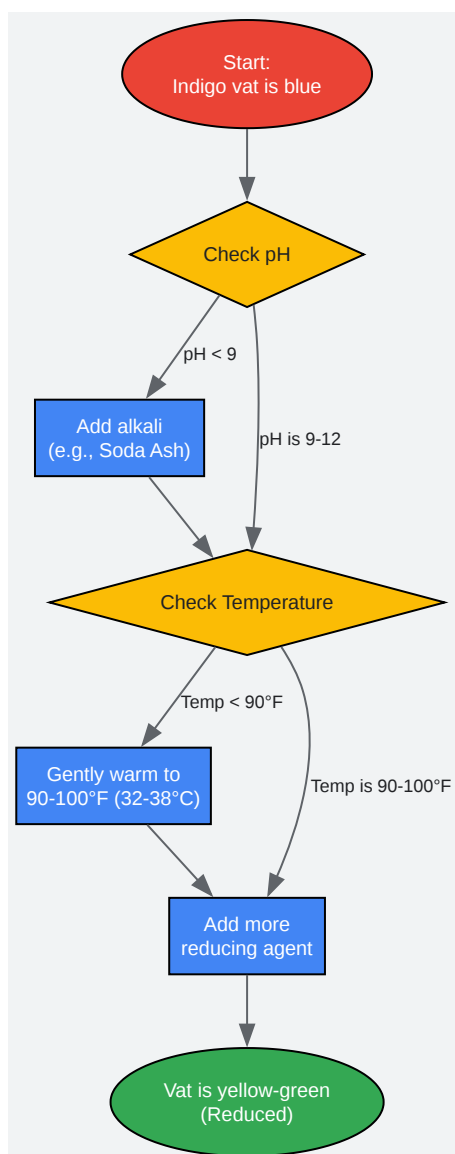 Start:
Indigo vat is blue
Check pH
pH < 9
Add alkali
(e.g., Soda Ash)
pH is 9-12
Check Temperature
Temp < 90°F
Gently warm to
90-100°F (32-38°C)
Temp is 90-100°F
Add more
reducing agent
Vat is yellow-green
(Reduced)